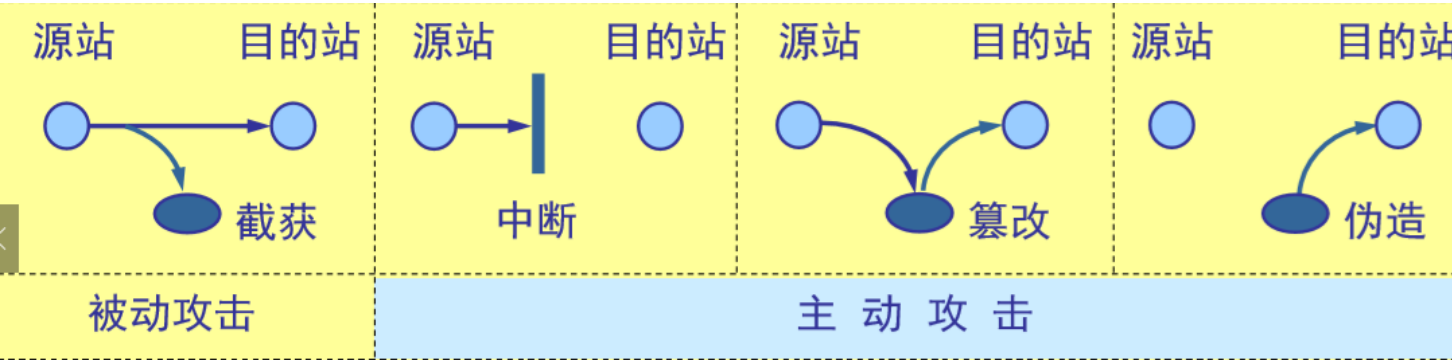 源站 目的站 源站 目的站 源站 目的站 源站 目的站
截获 中断 篡改 伪造
被动攻击 主动攻击